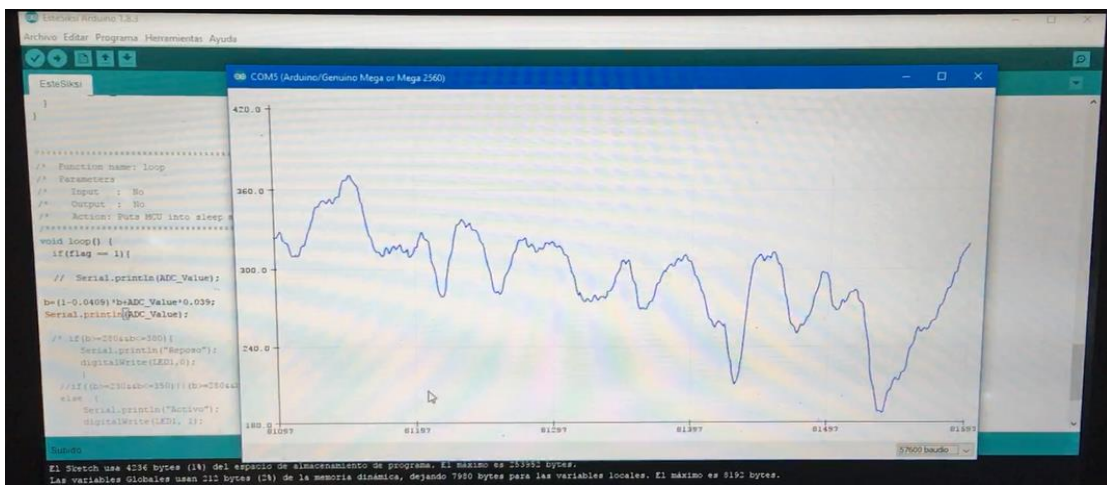 EsteSiksi Arduino 1.8.3
Archivo Editar Programa Herramientas Ayuda
EsteSiksi
}
}
/* Function name: loop
/* Parameters
/* Input : No
/* Output : No
/* Action: Puts MCU into sleep
void loop() {
if(flag == 1){
// Serial.println(ADC_Value);
b=(1-0.0409)*b+ADC_Value*0.039;
Serial.println(ADC_Value);
Serial.println("Reposo");
digitalWrite(LED1,0);
else {
Serial.println("Activo");
digitalWrite(LED1, 1);
COM5 (Arduino/Genuino Mega or Mega 2560)
420.0
360.0
300.0
240.0
180.0
81097
81197
81297
81397
81497
81597
57600 baudio
Subido
El Sketch usa 4236 bytes (1%) del espacio de almacenamiento de programa. El máximo es 253952 bytes.
Las variables Globales usan 212 bytes (2%) de la memoria dinámica, dejando 7980 bytes para las variables locales. El máximo es 8192 bytes.